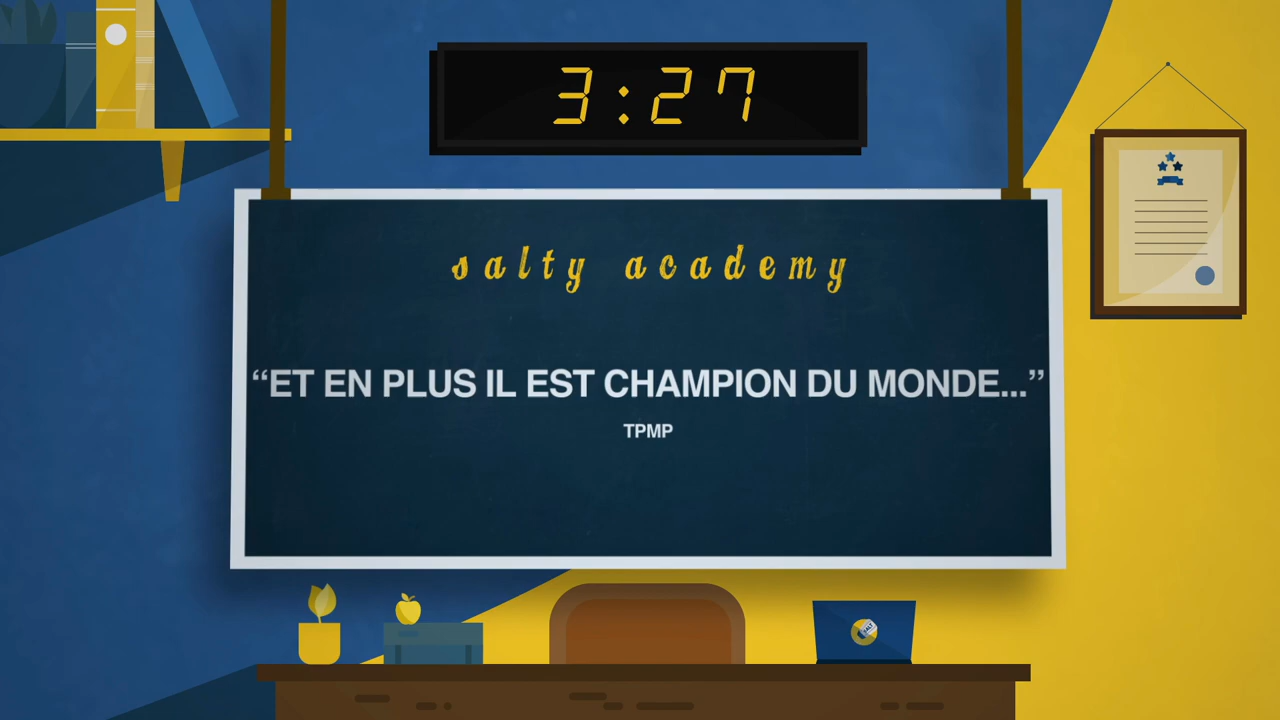 3:27
salty academy
“ET EN PLUS IL EST CHAMPION DU MONDE...”
TPMP